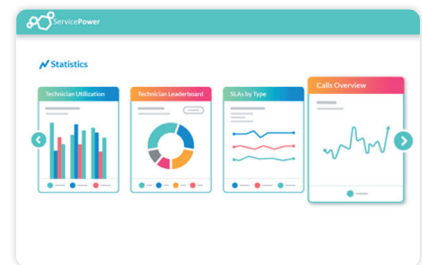 ServicePower
Statistics
Technician Utilization
Technician Leaderboard
SLAs by Type
Calls Overview